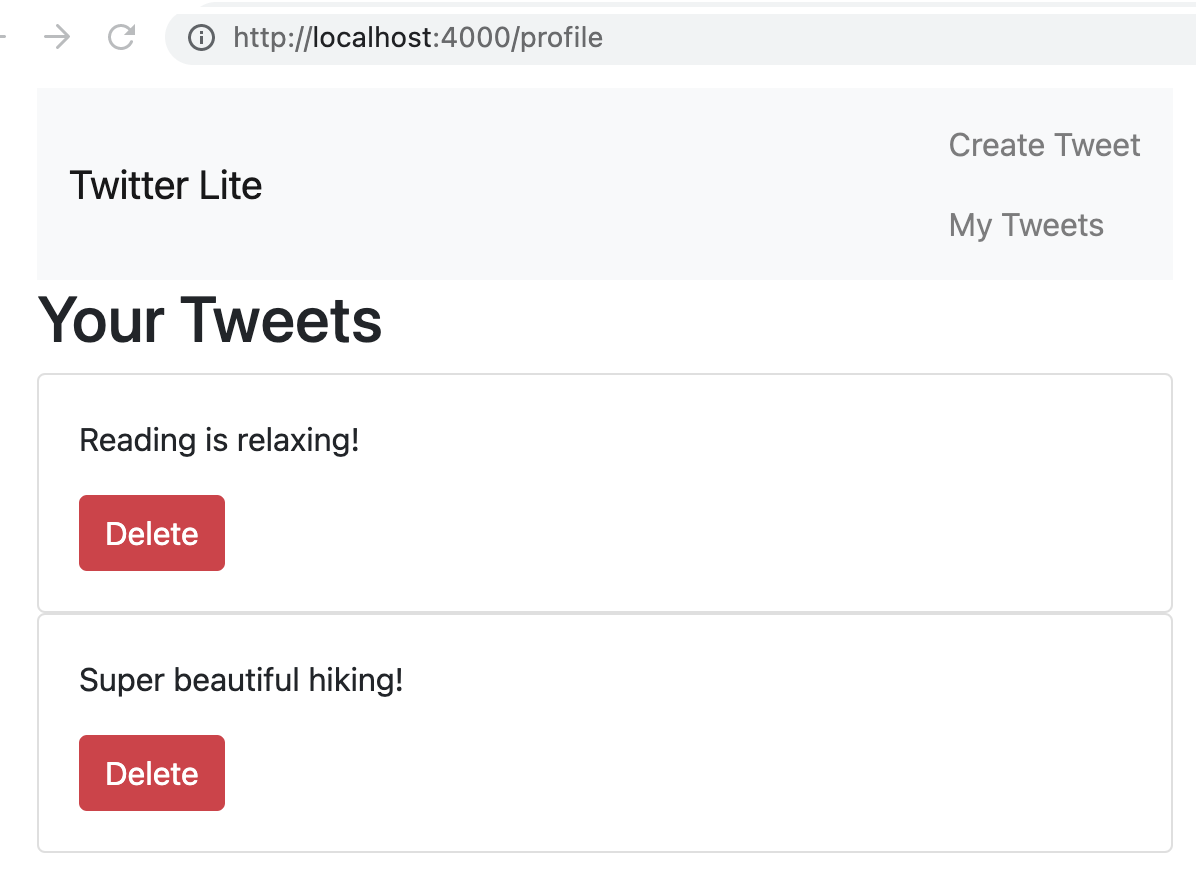 http://localhost:4000/profile
Twitter Lite
Create Tweet
My Tweets
Your Tweets
Reading is relaxing!
Delete
Super beautiful hiking!
Delete